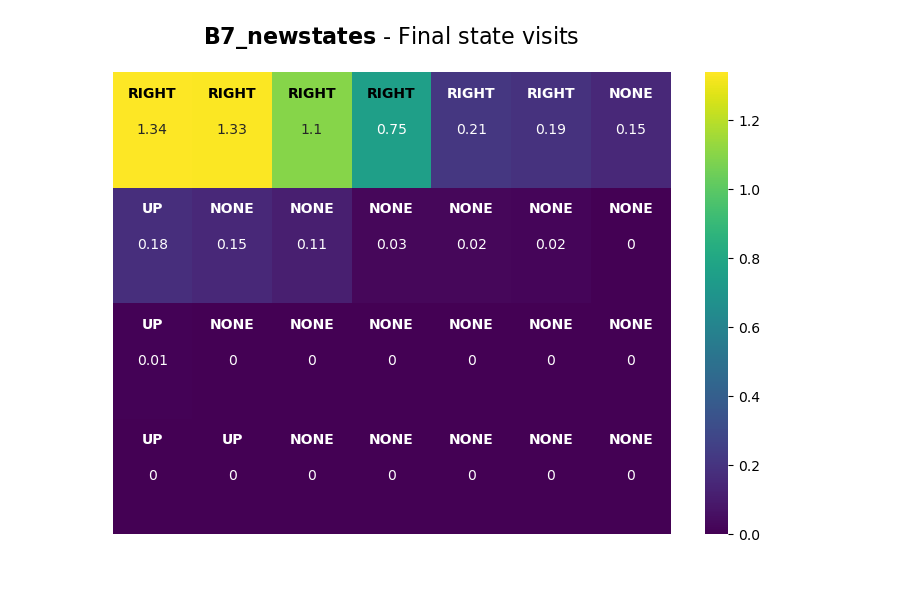 B7_newstates - Final state visits
RIGHT RIGHT RIGHT RIGHT RIGHT RIGHT NONE
1.34 1.33 1.1 0.75 0.21 0.19 0.15
UP NONE NONE NONE NONE NONE NONE
0.18 0.15 0.11 0.03 0.02 0.02 0
UP NONE NONE NONE NONE NONE NONE
0.01 0 0 0 0 0 0
UP UP NONE NONE NONE NONE NONE
0 0 0 0 0 0 0
1.2
1.0
0.8
0.6
0.4
0.2
0.0